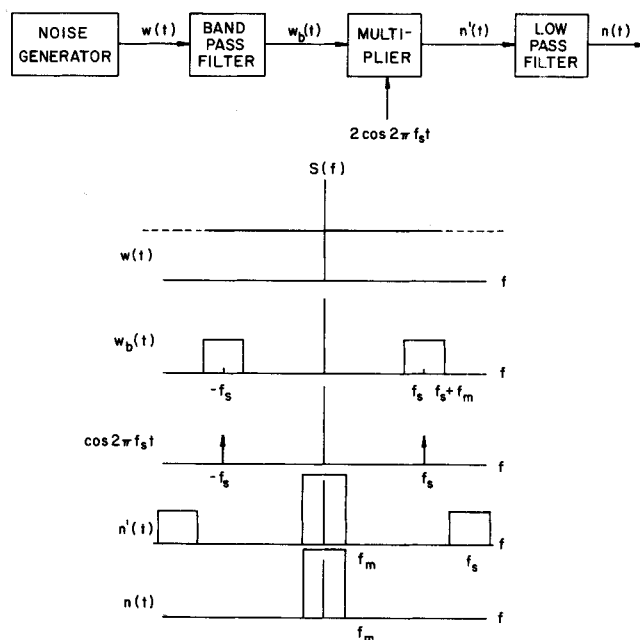 NOISE GENERATOR
w(t)
BAND PASS FILTER
w_b(t)
MULTI-PLIER
n'(t)
LOW PASS FILTER
n(t)
2 cos 2π f_s t
S(f)
w(t)
f
w_b(t)
-f_s
f_s
f_s+f_m
f
cos 2π f_s t
-f_s
f_s
f
n'(t)
f_m
f_s
f
n(t)
f_m
f